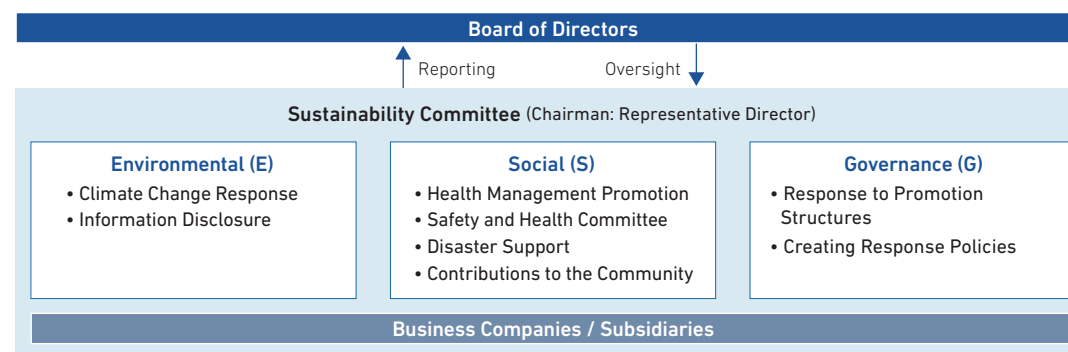 Board of Directors
Reporting
Oversight
Sustainability Committee (Chairman: Representative Director)
Environmental (E)
• Climate Change Response
• Information Disclosure
Social (S)
• Health Management Promotion
• Safety and Health Committee
• Disaster Support
• Contributions to the Community
Governance (G)
• Response to Promotion
Structures
• Creating Response Policies
Business Companies / Subsidiaries